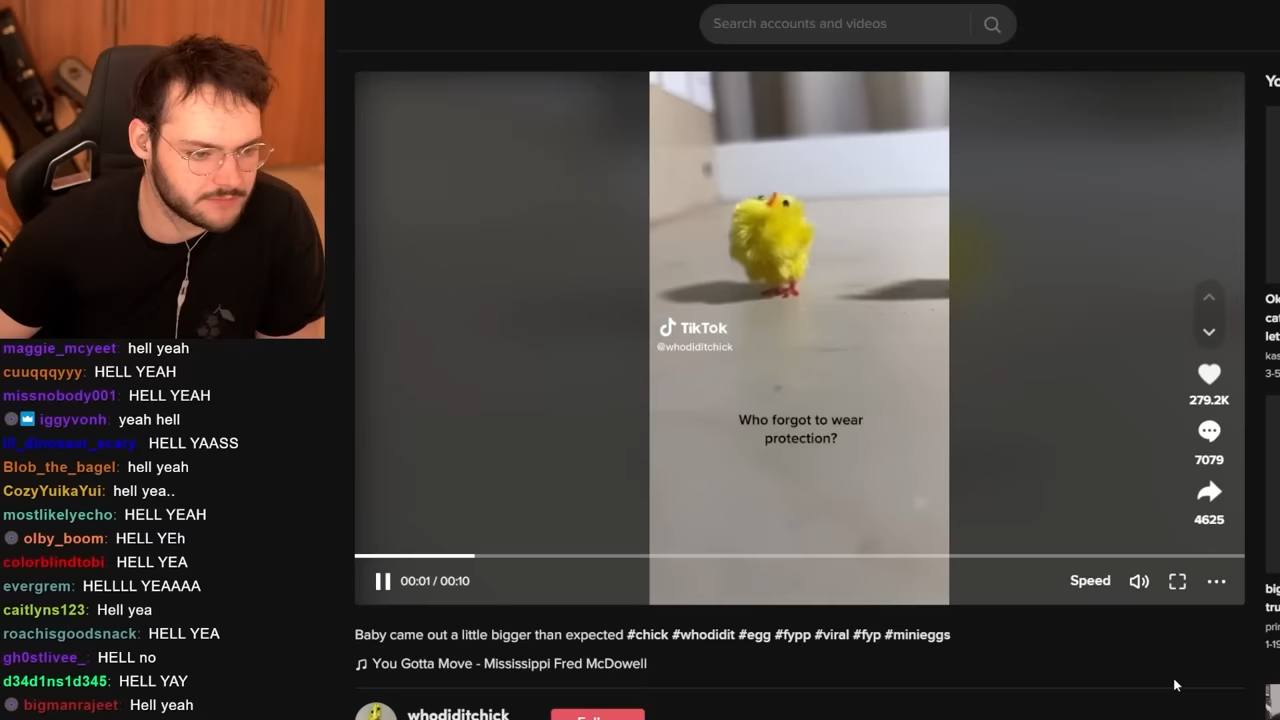 Search accounts and videos
maggie_mcyeet: hell yeah
cuuqqqyyy: HELL YEAH
missnobody001: HELL YEAH
iggyvonh: yeah hell
lil_dinosaur_scary HELL YAASS
Blob_the_bagel: hell yeah
CozyYuikaYui: hell yea..
mostlikelyecho: HELL YEAH
olby_boom: HELL YEh
colorblindtobi: HELL YEA
evergrem: HELLLL YEAAAA
caitlyns123: Hell yea
roachisgoodsnack: HELL YEA
gh0stlivee_: HELL no
d34d1ns1d345: HELL YAY
bigmanrajeet: Hell yeah
TikTok
@whodiditchick
Who forgot to wear
protection?
279.2K
7079
4625
00:01 / 00:10
Speed
Baby came out a little bigger than expected #chick #whodidit #egg #fypp #viral #fyp #minieggs
You Gotta Move - Mississippi Fred McDowell
whodiditchick